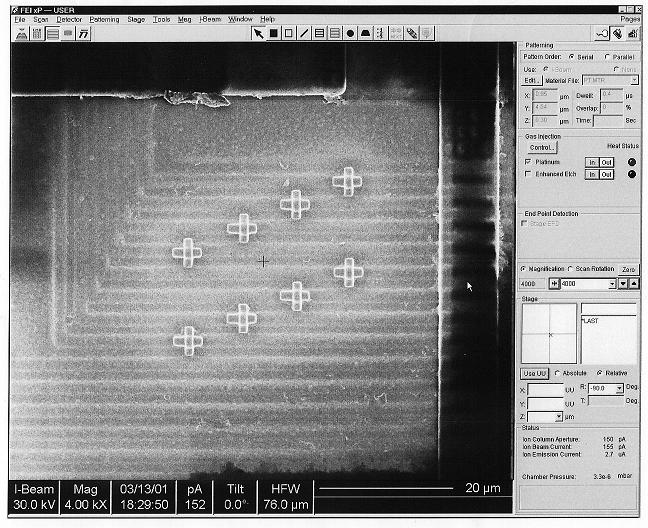 FEI xP — USER
File Scan Detector Patterning Stage Tools Mag I-Beam Window Help
Pages
Patterning
Pattern Order: Serial Parallel
Use: I-Beam None
Edit... Material File: PT.MTR
X: 0.95 µm Dwell: 0.4 µs
Y: 4.04 µm Overlap: 0 %
Z: 0.30 µm Time: Sec
Gas Injection
Control... Heat Status
Platinum In Out
Enhanced Etch In Out
End Point Detection
Stage EPD
Magnification Scan Rotation Zero
4000 4000
Stage
*LAST
Use UU Absolute Relative
X: UU R: -90.0 Deg.
Y: UU T: Deg.
Z: µm
Status
Ion Column Aperture: 150 pA
Ion Beam Current: 155 pA
Ion Emission Current: 2.7 uA
Chamber Pressure: 3.3e-6 mbar
I-Beam Mag 03/13/01 pA Tilt HFW 20 µm
30.0 kV 4.00 kX 18:29:50 152 0.0° 76.0 µm